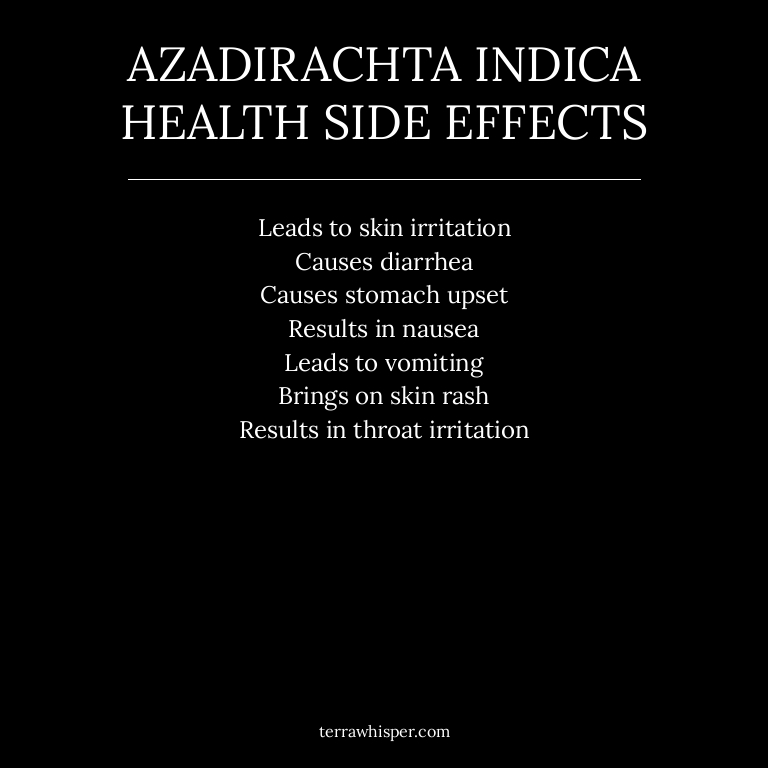 AZADIRACHTA INDICA
HEALTH SIDE EFFECTS
Leads to skin irritation
Causes diarrhea
Causes stomach upset
Results in nausea
Leads to vomiting
Brings on skin rash
Results in throat irritation
terrawhisper.com